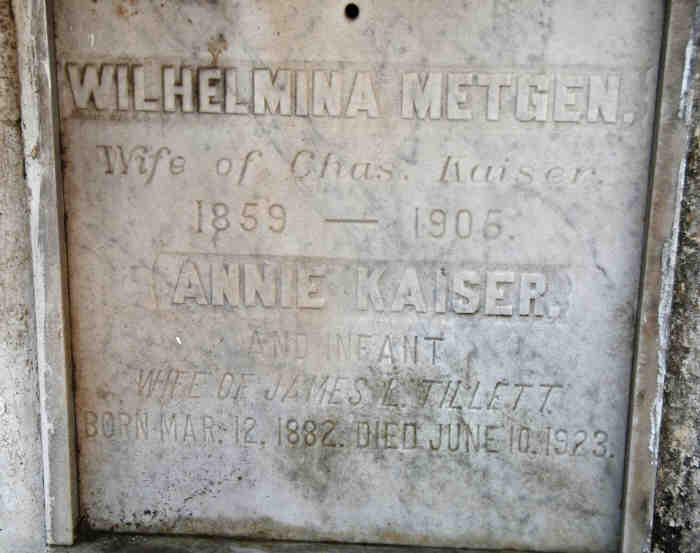 WILHELMINA METGEN.
Wife of Chas. Kaiser.
1859 — 1905.
ANNIE KAISER.
AND INFANT
WIFE OF JAMES L. TILLETT.
BORN MAR. 12, 1882. DIED JUNE 10, 1923.